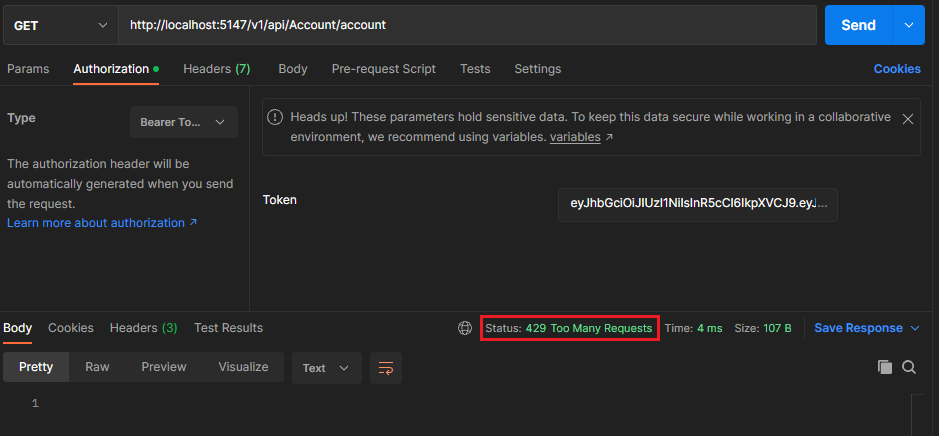 GET
http://localhost:5147/v1/api/Account/account
Send
Params Authorization Headers (7) Body Pre-request Script Tests Settings Cookies
Type
Bearer To...
The authorization header will be
automatically generated when you send
the request.
Learn more about authorization ↗
Heads up! These parameters hold sensitive data. To keep this data secure while working in a collaborative
environment, we recommend using variables. variables ↗
Token
eyJhbGciOiJIUzI1NiIsInR5cCI6IkpXVCJ9.eyJ...
Body Cookies Headers (3) Test Results
Status: 429 Too Many Requests Time: 4 ms Size: 107 B Save Response
Pretty Raw Preview Visualize Text
1